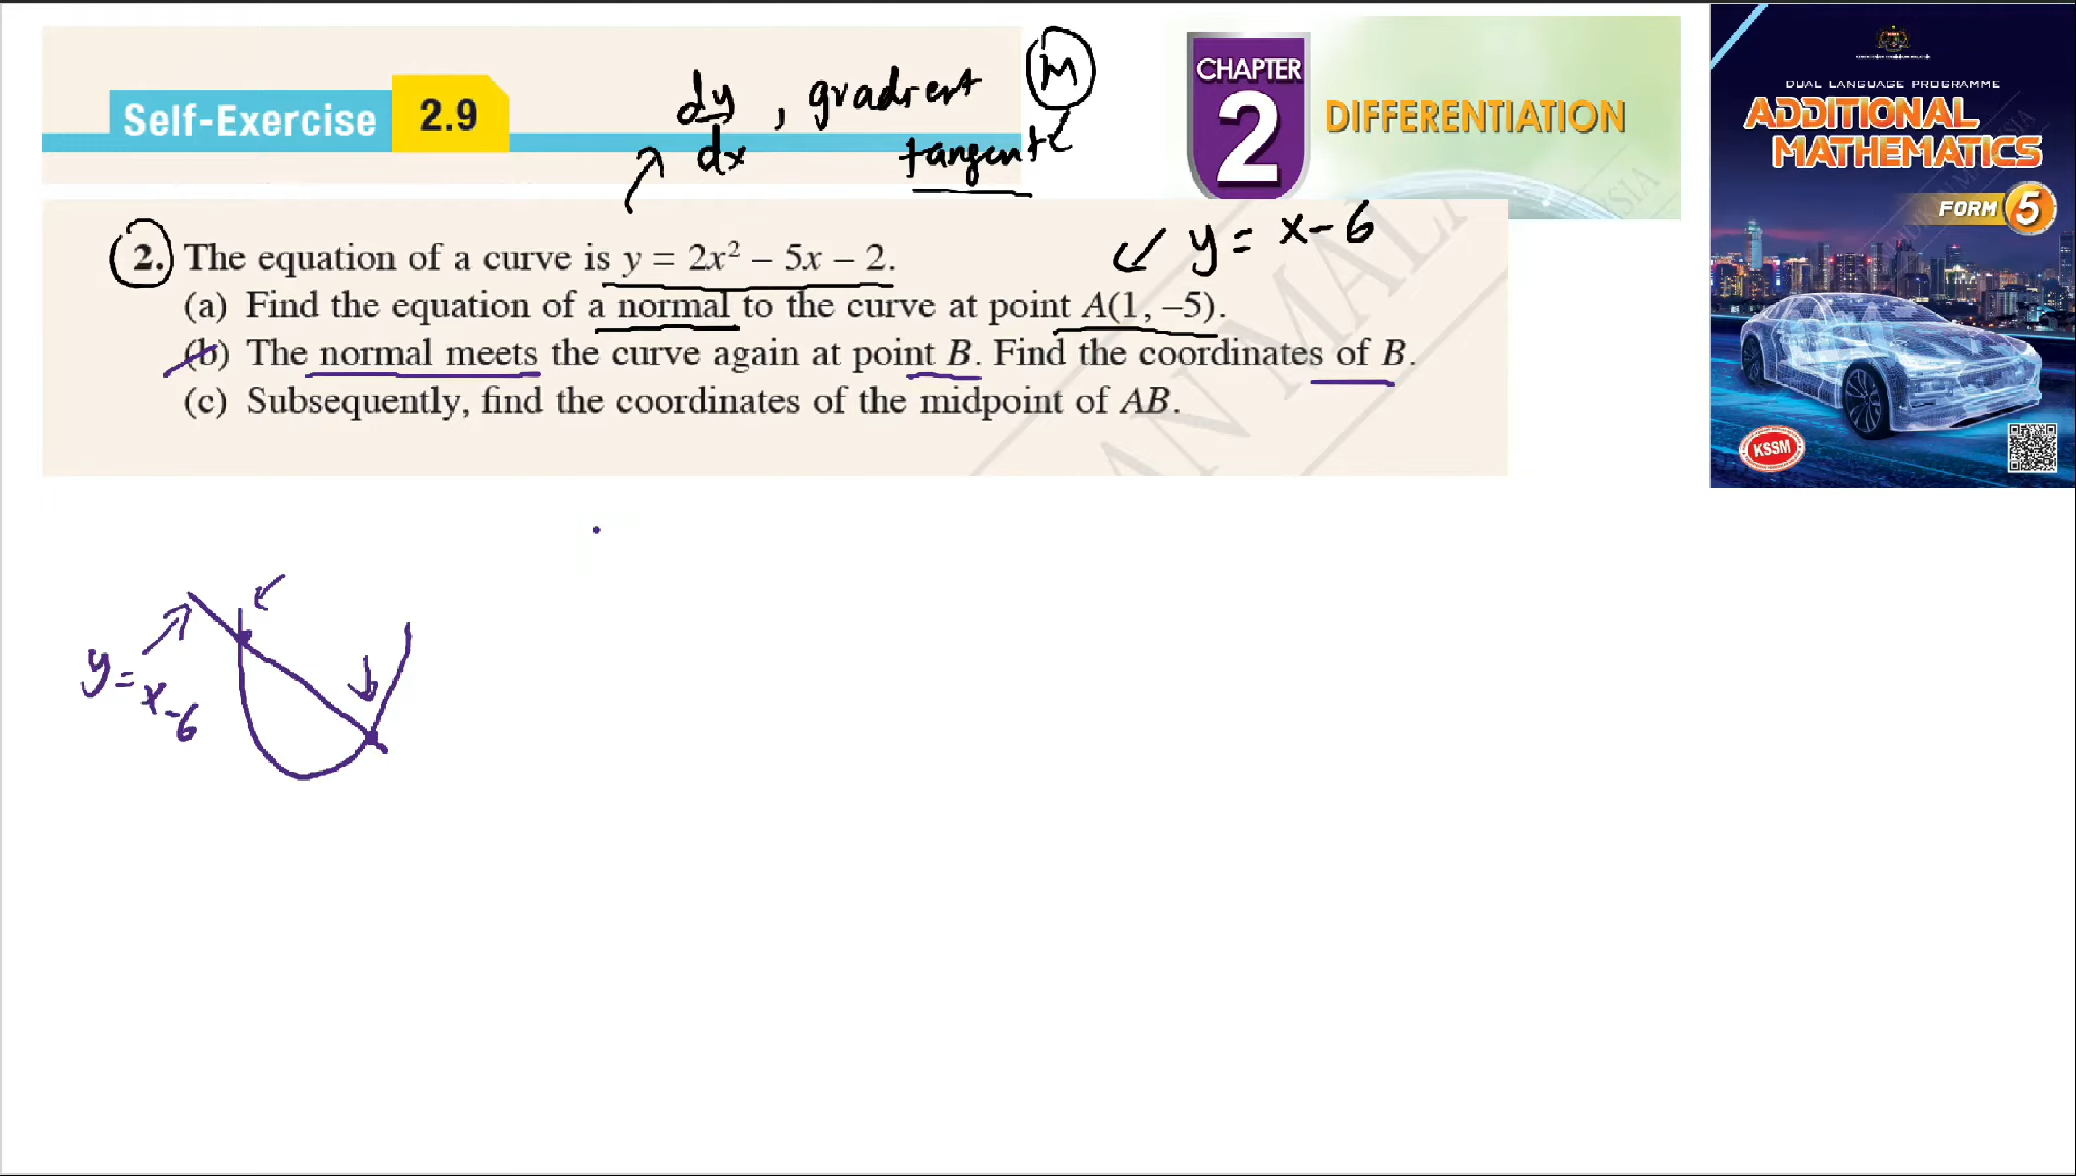 Self-Exercise 2.9
dy/dx , gradient M
tangent
CHAPTER
2
DIFFERENTIATION
DUAL LANGUAGE PROGRAMME
ADDITIONAL
MATHEMATICS
FORM 5
KSSM
y = x-6
2. The equation of a curve is y = 2x² – 5x – 2.
(a) Find the equation of a normal to the curve at point A(1, –5).
(b) The normal meets the curve again at point B. Find the coordinates of B.
(c) Subsequently, find the coordinates of the midpoint of AB.
y =
x-6